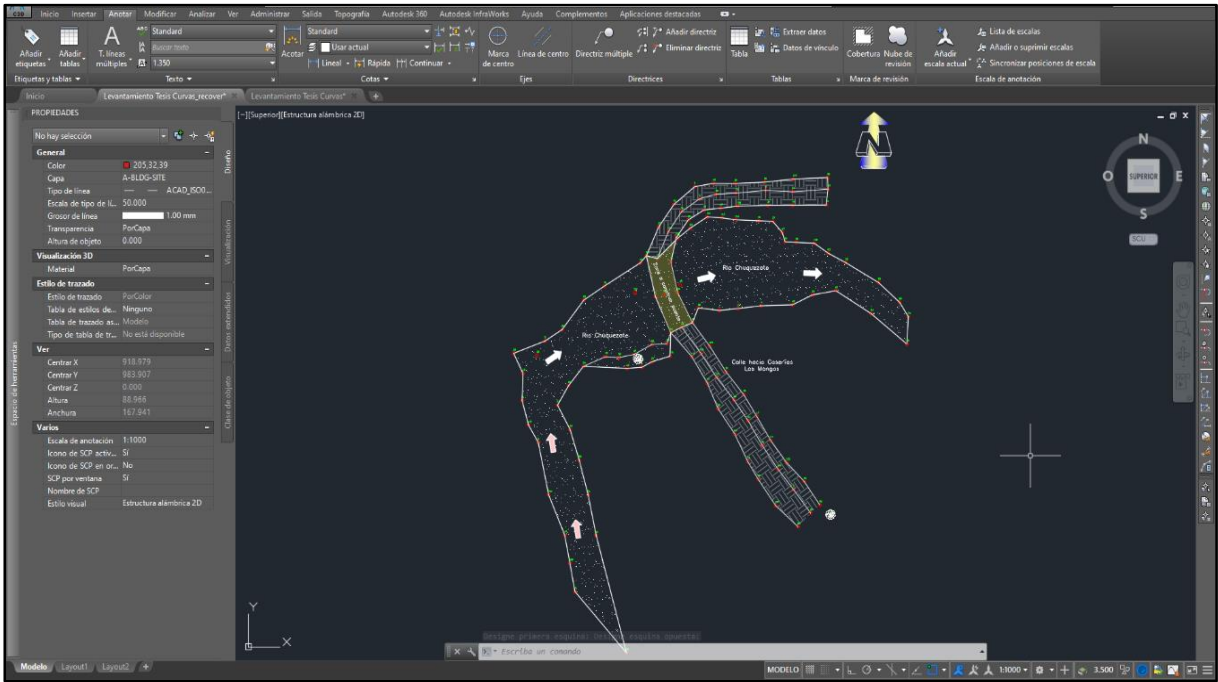 C3D Inicio Insertar Anotar Modificar Analizar Ver Administrar Salida Topografía Autodesk 360 Autodesk InfraWorks Ayuda Complementos Aplicaciones destacadas
Añadir etiquetas
Añadir tablas
Etiquetas y tablas
A
T. líneas múltiples
Standard
Buscar texto
1.350
Texto
Acotar
Standard
Usar actual
Lineal
Rápida
Continuar
Cotas
Marca de centro
Línea de centro
Ejes
Directriz múltiple
Añadir directriz
Eliminar directriz
Directrices
Tabla
Extraer datos
Datos de vínculo
Tablas
Cobertura
Nube de revisión
Marca de revisión
Añadir escala actual
Lista de escalas
Añadir o suprimir escalas
Sincronizar posiciones de escala
Escala de anotación
Inicio
Levantamiento Tesis Curvas_recover*
Levantamiento Tesis Curvas*
PROPIEDADES
No hay selección
General
Color 205,32,39
Capa A-BLDG-SITE
Tipo de línea ACAD_ISO0...
Escala de tipo de lí... 50.000
Grosor de línea 1.00 mm
Transparencia PorCapa
Altura de objeto 0.000
Visualización 3D
Material PorCapa
Estilo de trazado
Estilo de trazado PorColor
Tabla de estilos de... Ninguno
Tabla de trazado as... Modelo
Tipo de tabla de tr... No está disponible
Ver
Centrar X 918.979
Centrar Y 983.907
Centrar Z 0.000
Altura 88.966
Anchura 167.941
Varios
Escala de anotación 1:1000
Icono de SCP activ... Sí
Icono de SCP en or... No
SCP por ventana Sí
Nombre de SCP
Estilo visual Estructura alámbrica 2D
Diseño
Visualización
Datos extendidos
Clase de objeto
Espacio de herramientas
[−][Superior][Estructura alámbrica 2D]
N
N
O SUPERIOR E
S
SCU
Rio Chuquezate
Rio Chuquezate
Calle hacia Caseríos
Los Mangos
Y
X
Designe primera esquina: Designe esquina opuesta:
Escriba un comando
Modelo Layout1 Layout2 +
MODELO
1:1000
3.500